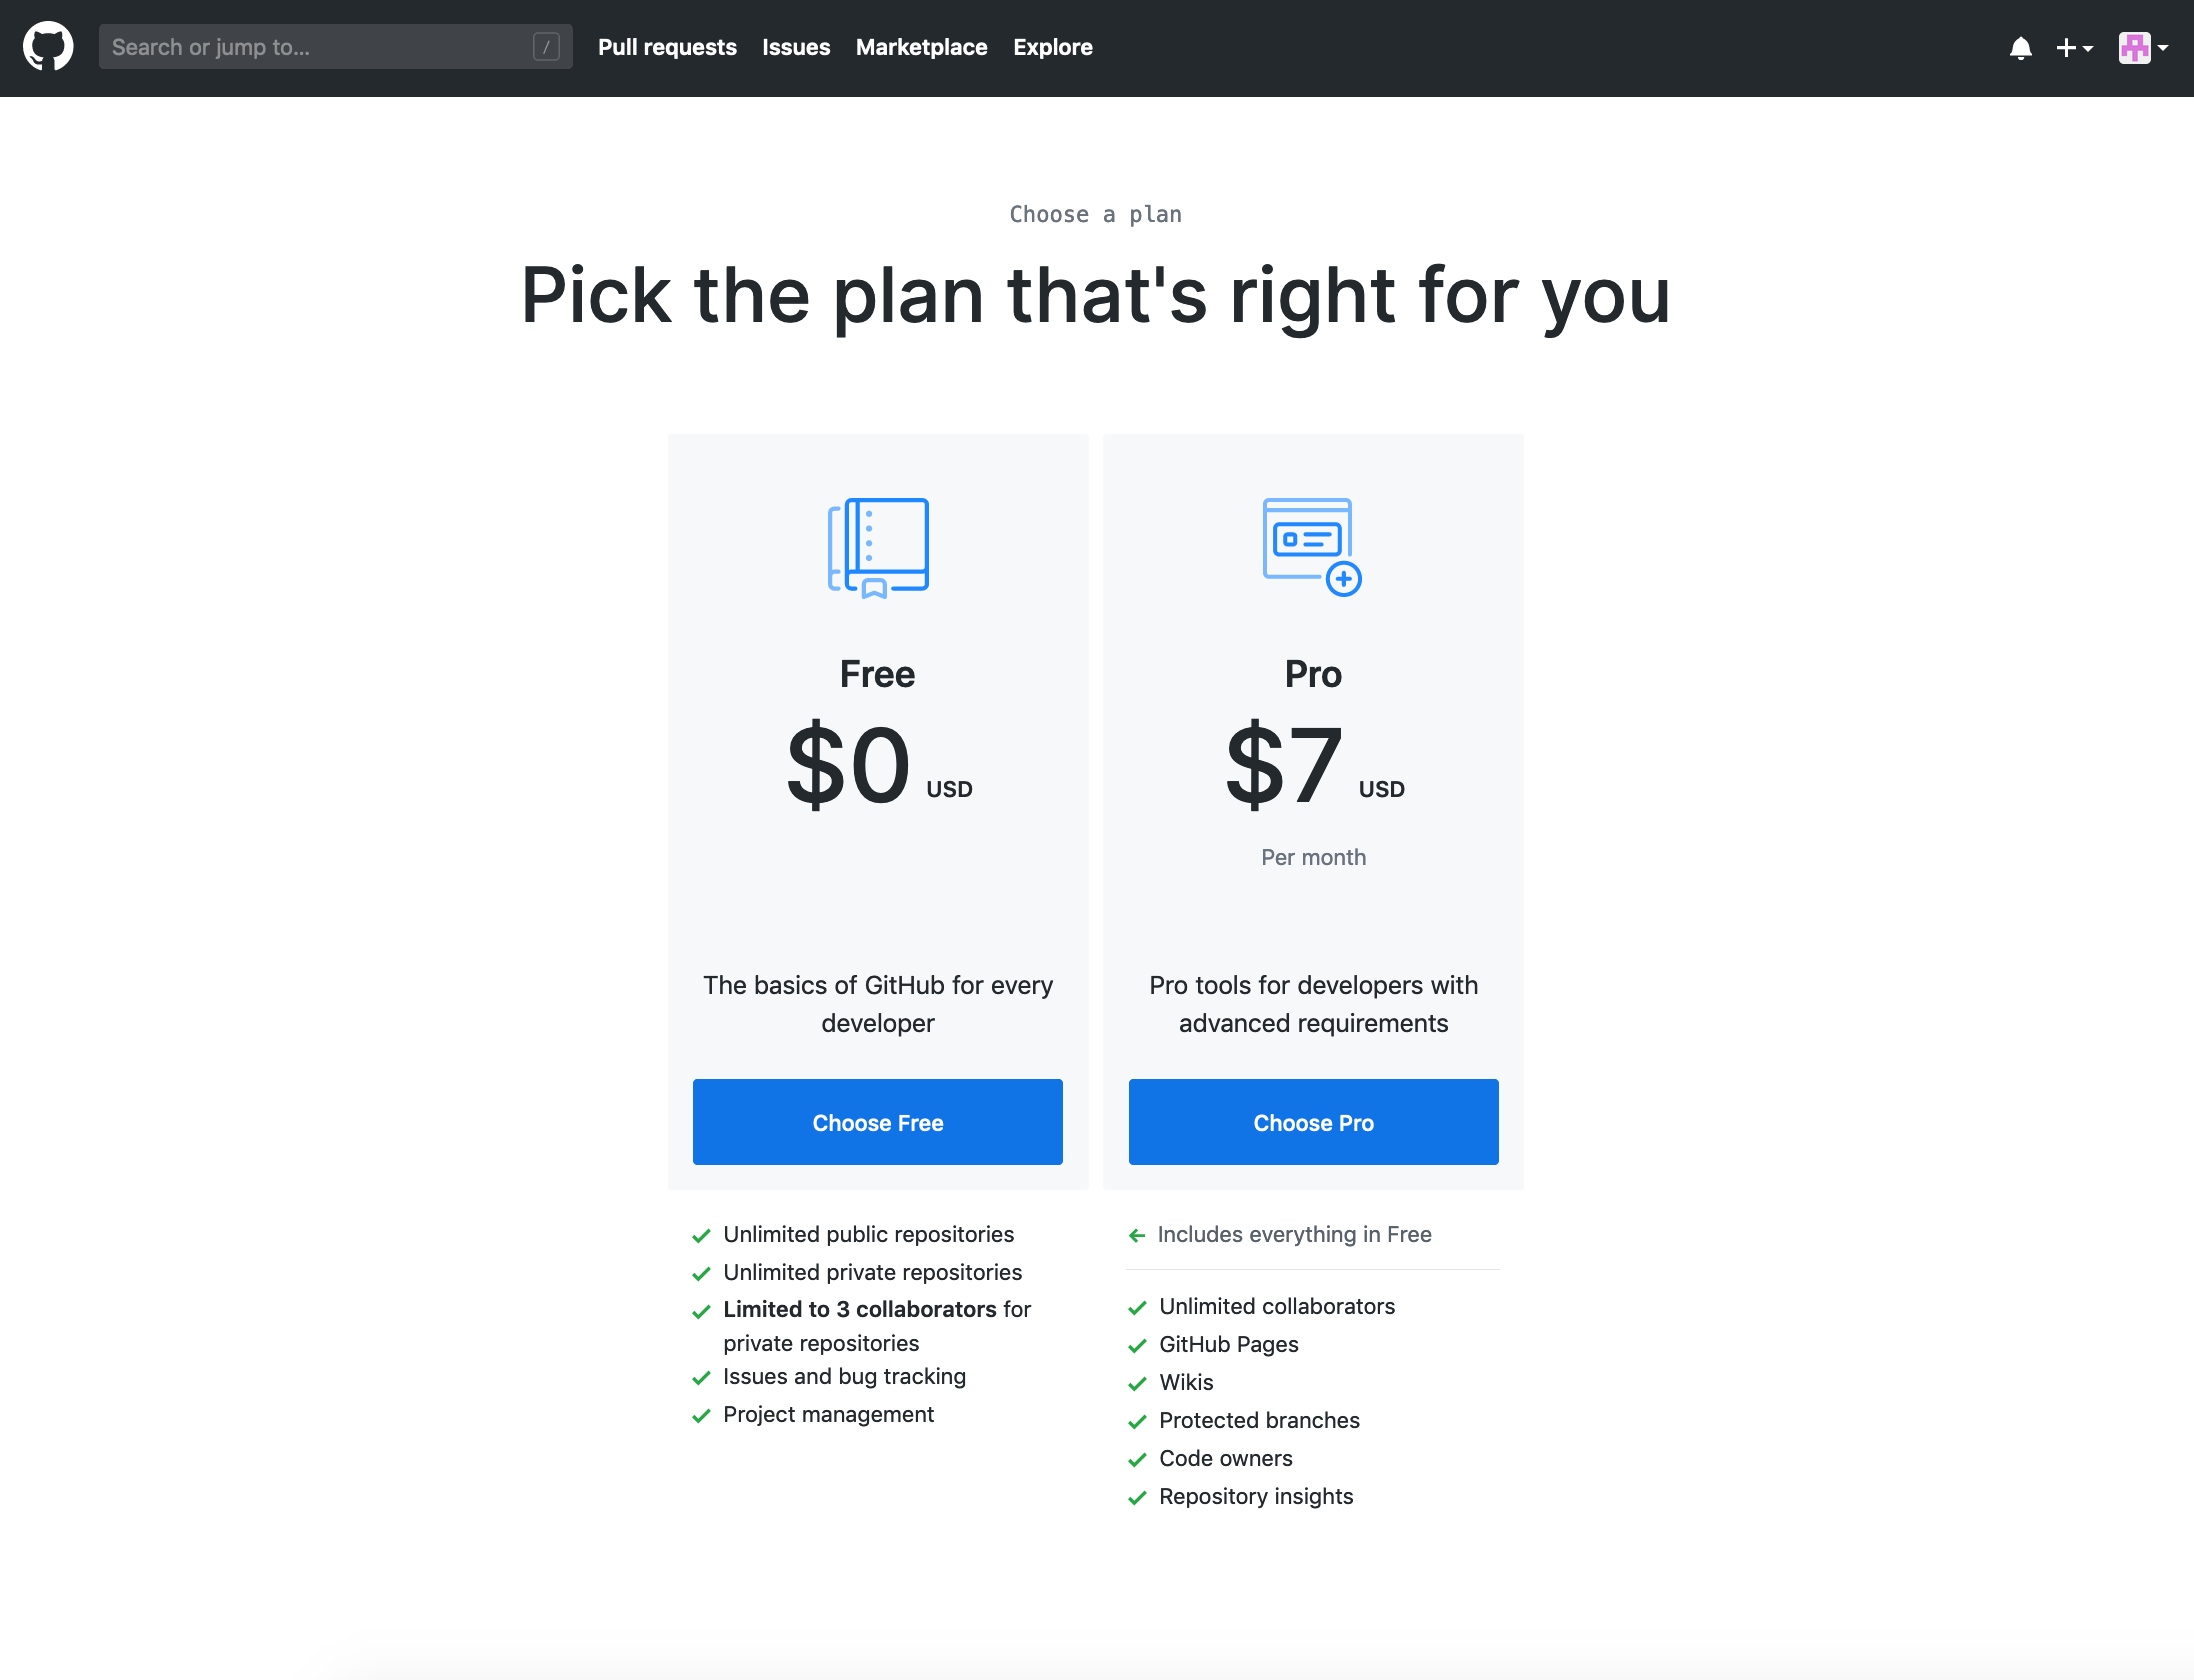 Search or jump to... /
Pull requests Issues Marketplace Explore
Choose a plan
Pick the plan that's right for you
Free
$0 USD
The basics of GitHub for every
developer
Choose Free
Unlimited public repositories
Unlimited private repositories
Limited to 3 collaborators for
private repositories
Issues and bug tracking
Project management
Pro
$7 USD
Per month
Pro tools for developers with
advanced requirements
Choose Pro
Includes everything in Free
Unlimited collaborators
GitHub Pages
Wikis
Protected branches
Code owners
Repository insights